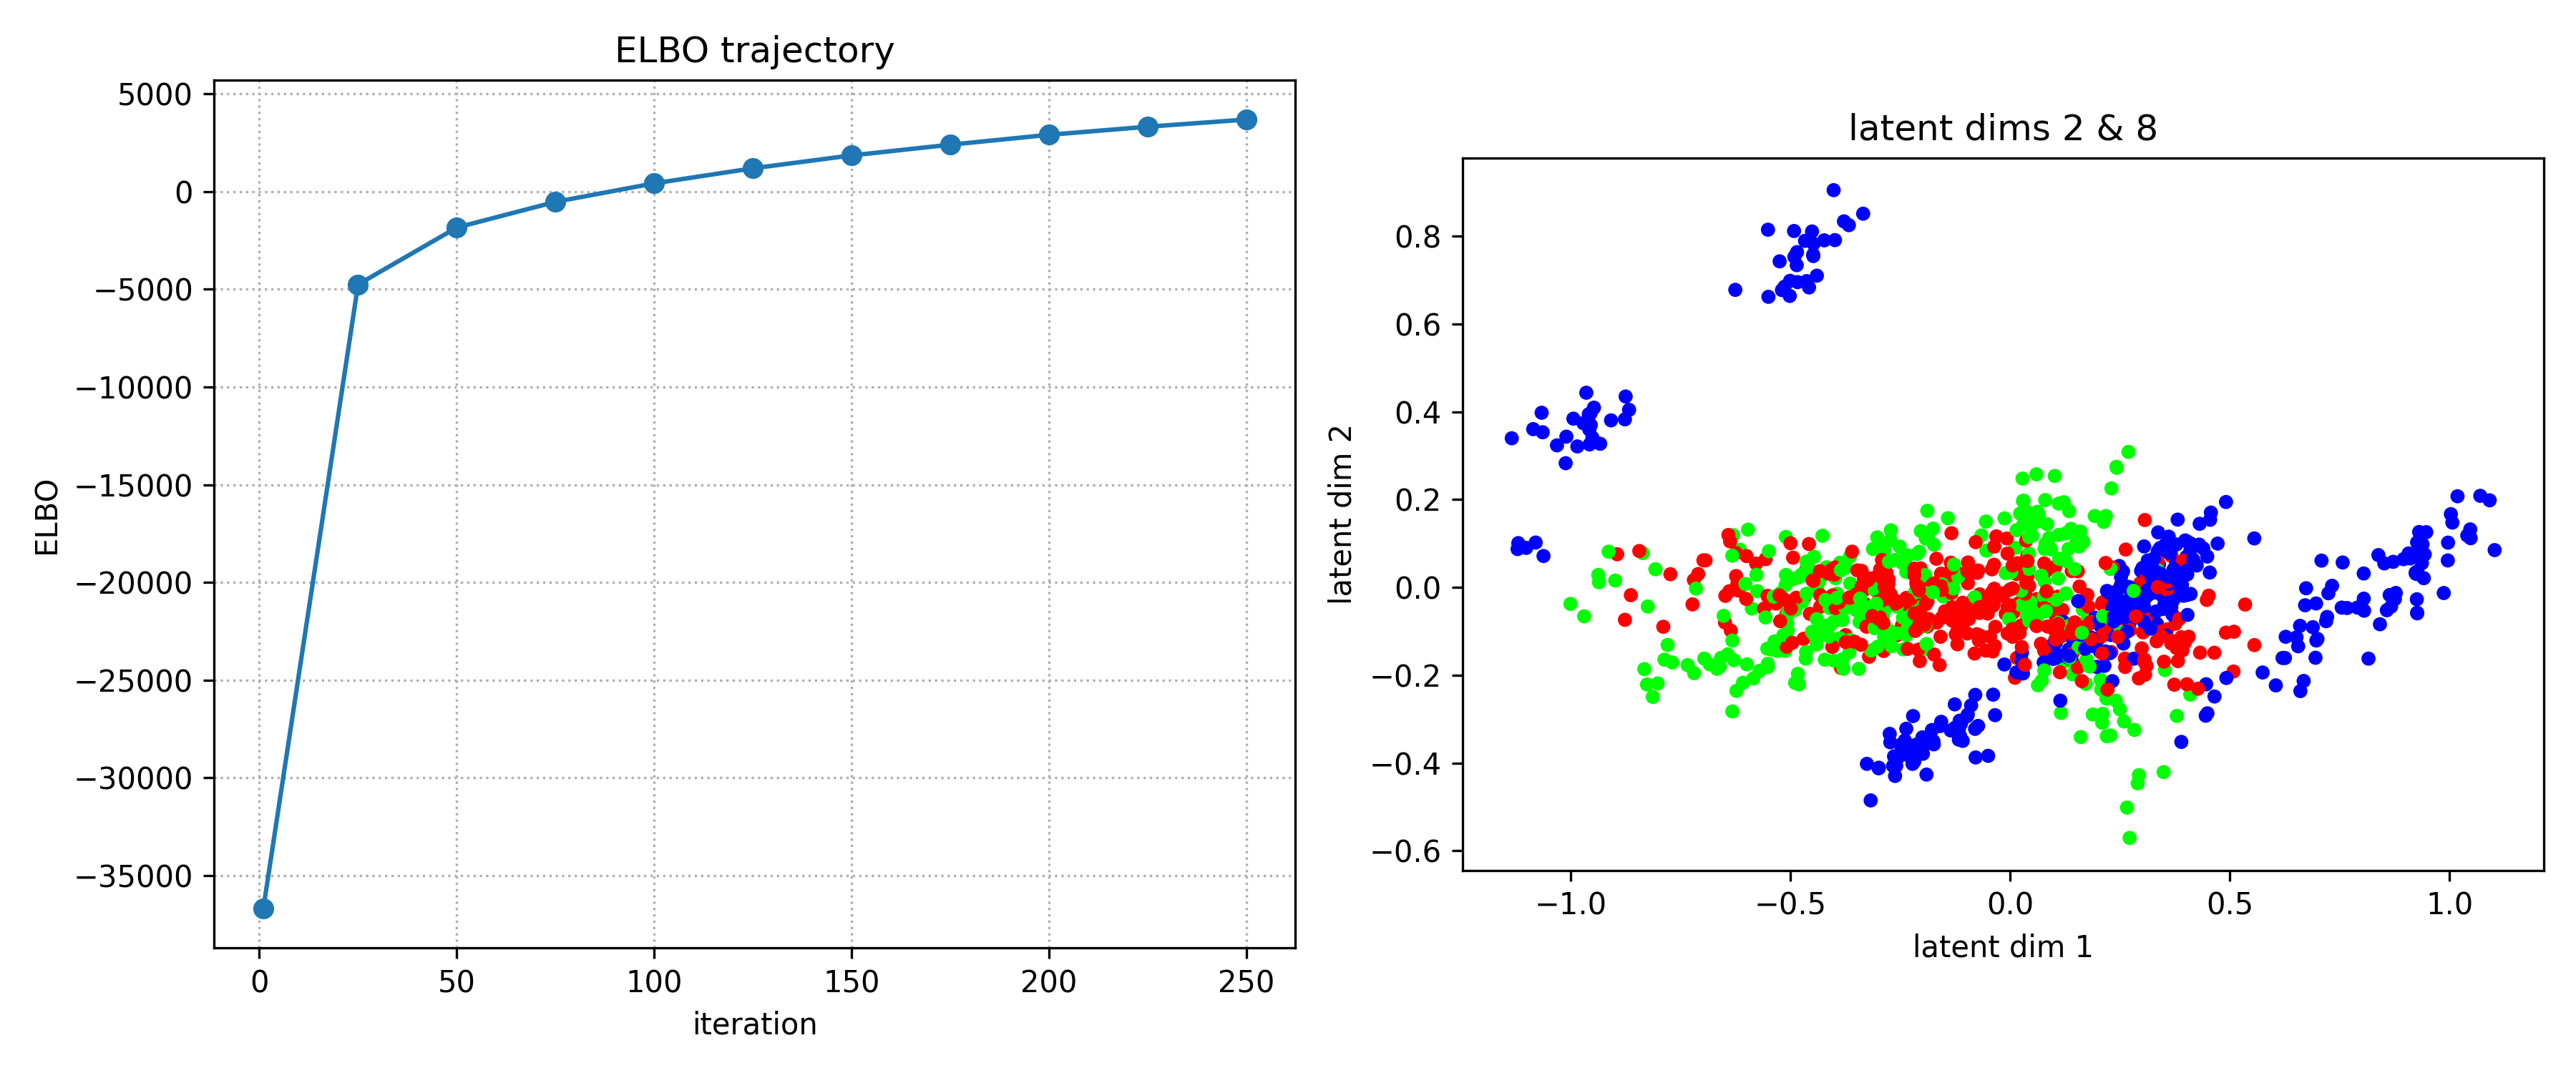 ELBO trajectory
5000
0
−5000
−10000
−15000
−20000
−25000
−30000
−35000
ELBO
0 50 100 150 200 250
iteration
latent dims 2 & 8
0.8
0.6
0.4
0.2
0.0
−0.2
−0.4
−0.6
latent dim 2
−1.0 −0.5 0.0 0.5 1.0
latent dim 1